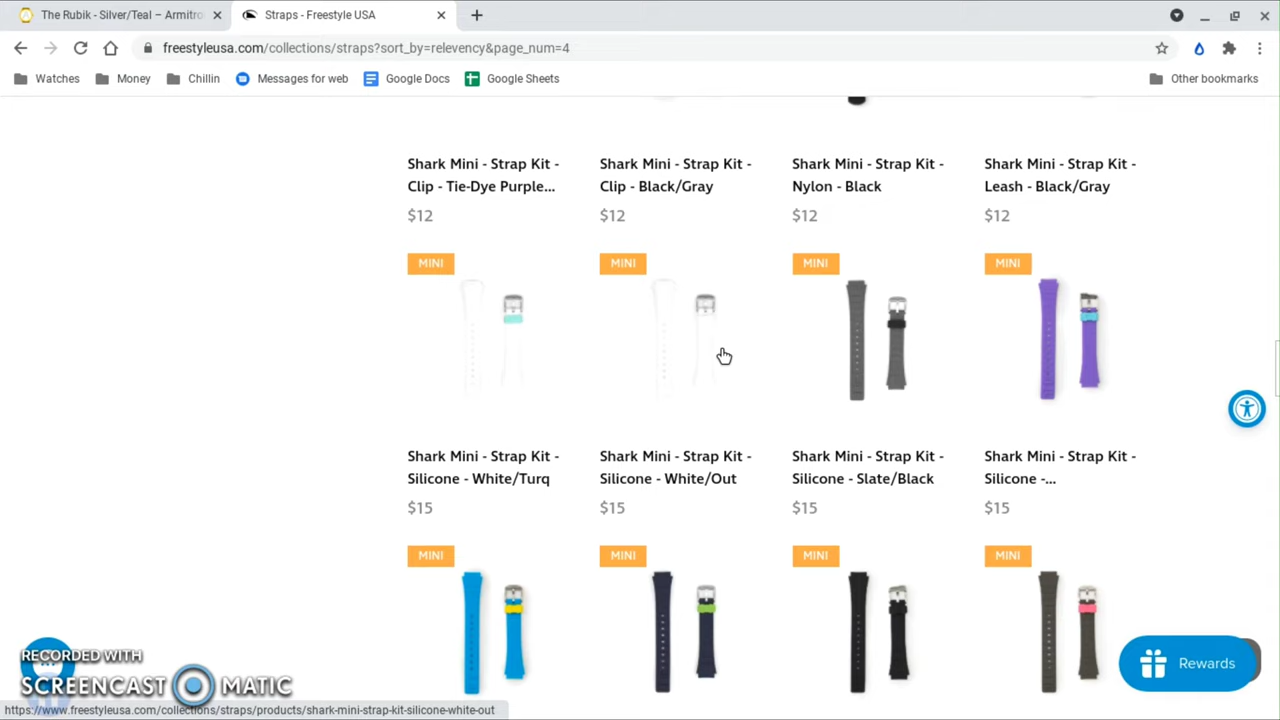 The Rubik - Silver/Teal – Armitro
Straps - Freestyle USA
freestyleusa.com/collections/straps?sort_by=relevency&page_num=4
Watches
Money
Chillin
Messages for web
Google Docs
Google Sheets
Other bookmarks
Shark Mini - Strap Kit -
Clip - Tie-Dye Purple...
$12
Shark Mini - Strap Kit -
Clip - Black/Gray
$12
Shark Mini - Strap Kit -
Nylon - Black
$12
Shark Mini - Strap Kit -
Leash - Black/Gray
$12
MINI
Shark Mini - Strap Kit -
Silicone - White/Turq
$15
MINI
Shark Mini - Strap Kit -
Silicone - White/Out
$15
MINI
Shark Mini - Strap Kit -
Silicone - Slate/Black
$15
MINI
Shark Mini - Strap Kit -
Silicone -...
$15
MINI
MINI
MINI
MINI
RECORDED WITH
SCREENCAST MATIC
Rewards
https://www.freestyleusa.com/collections/straps/products/shark-mini-strap-kit-silicone-white-out